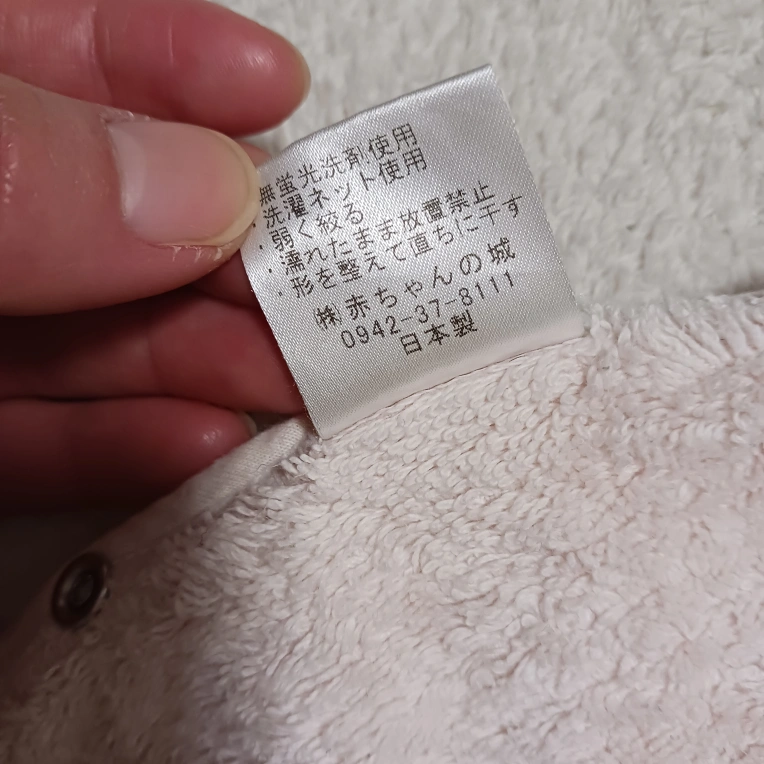 無蛍光洗剤使用
・洗濯ネット使用
・弱く絞る
・濡れたまま放置禁止
・形を整えて直ちに干す
㈱赤ちゃんの城
0942-37-8111
日本製